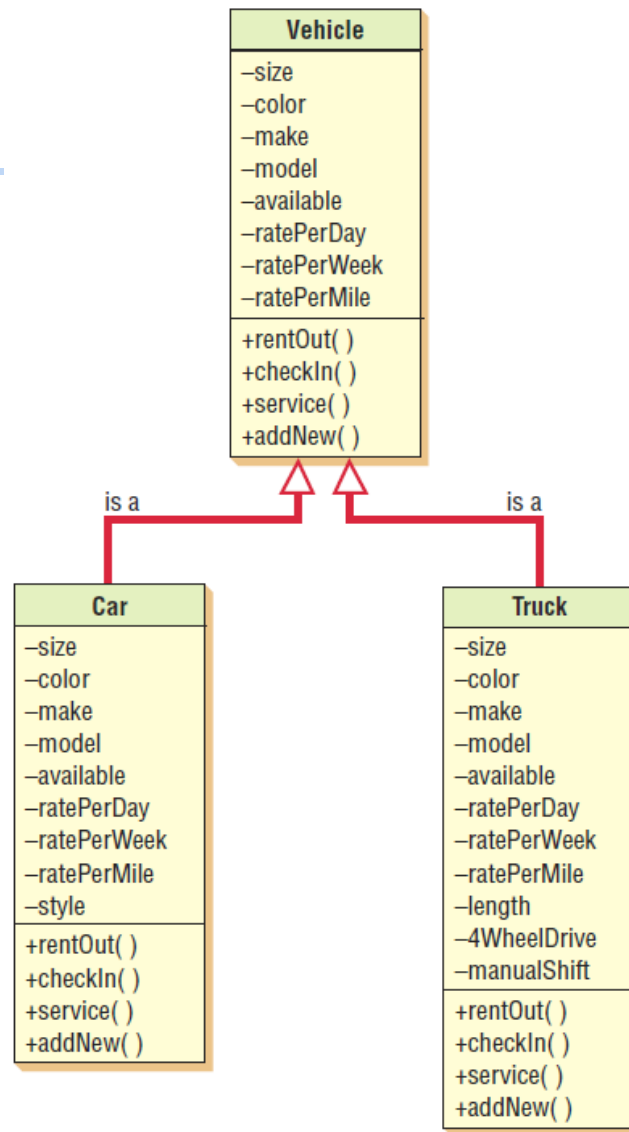 Vehicle
–size
–color
–make
–model
–available
–ratePerDay
–ratePerWeek
–ratePerMile
+rentOut( )
+checkIn( )
+service( )
+addNew( )
is a
is a
Car
–size
–color
–make
–model
–available
–ratePerDay
–ratePerWeek
–ratePerMile
–style
+rentOut( )
+checkIn( )
+service( )
+addNew( )
Truck
–size
–color
–make
–model
–available
–ratePerDay
–ratePerWeek
–ratePerMile
–length
–4WheelDrive
–manualShift
+rentOut( )
+checkIn( )
+service( )
+addNew( )